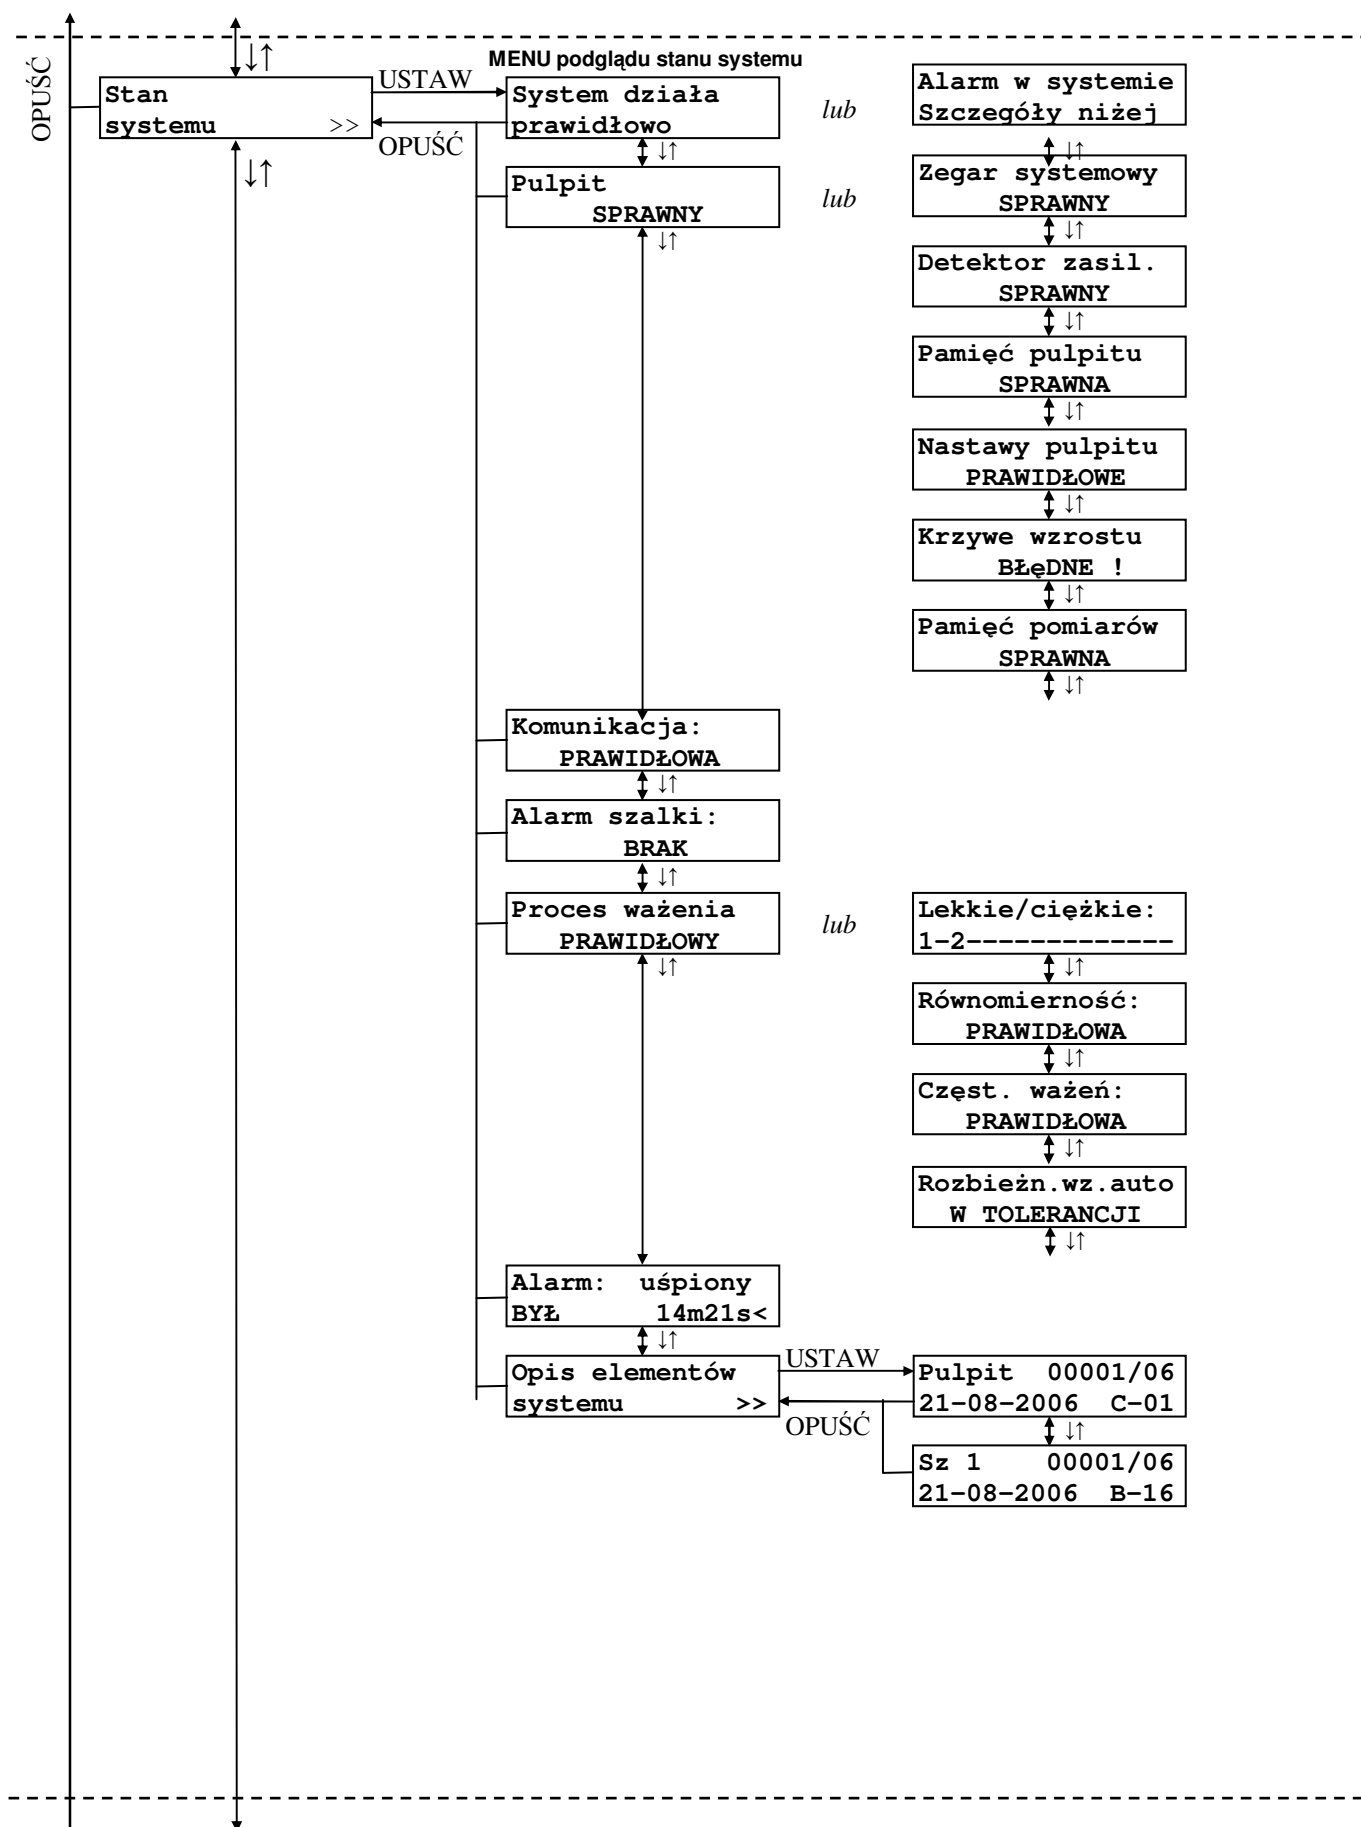 OPUŚĆ
↓↑
MENU podglądu stanu systemu
Stan
systemu >>
USTAW
OPUŚĆ
↓↑
System działa
prawidłowo
lub
Alarm w systemie
Szczegóły niżej
↓↑
↓↑
Pulpit
SPRAWNY
lub
Zegar systemowy
SPRAWNY
↓↑
↓↑
Detektor zasil.
SPRAWNY
↓↑
Pamięć pulpitu
SPRAWNA
↓↑
Nastawy pulpitu
PRAWIDŁOWE
↓↑
Krzywe wzrostu
BŁęDNE !
↓↑
Pamięć pomiarów
SPRAWNA
↓↑
Komunikacja:
PRAWIDŁOWA
↓↑
Alarm szalki:
BRAK
↓↑
Proces ważenia
PRAWIDŁOWY
↓↑
lub
Lekkie/ciężkie:
1-2-------------
↓↑
Równomierność:
PRAWIDŁOWA
↓↑
Częst. ważeń:
PRAWIDŁOWA
↓↑
Rozbieżn.wz.auto
W TOLERANCJI
↓↑
Alarm: uśpiony
BYŁ 14m21s<
↓↑
Opis elementów
systemu >>
USTAW
OPUŚĆ
Pulpit 00001/06
21-08-2006 C-01
↓↑
Sz 1 00001/06
21-08-2006 B-16